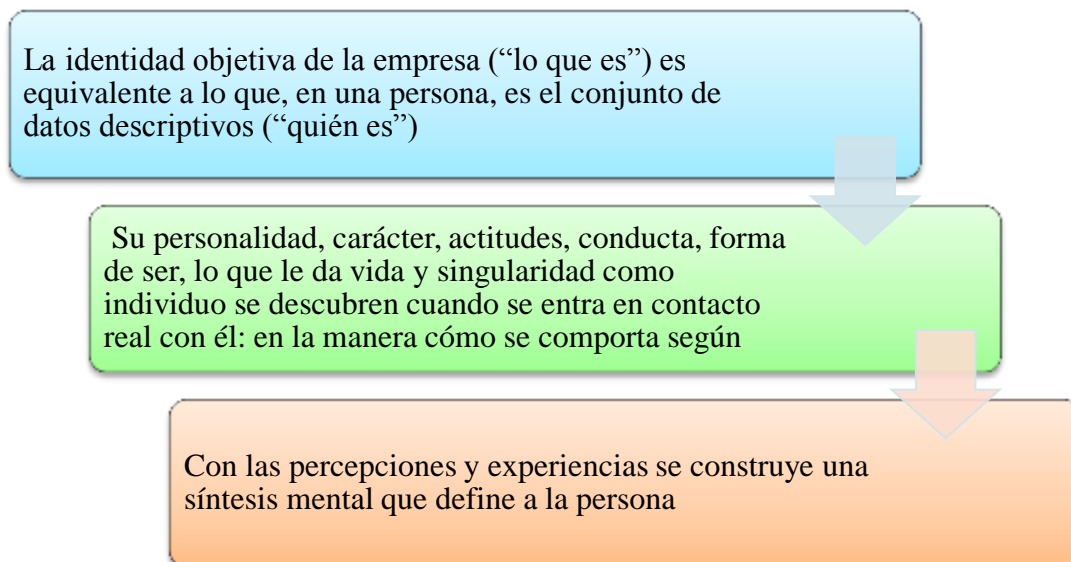 La identidad objetiva de la empresa (“lo que es”) es
equivalente a lo que, en una persona, es el conjunto de
datos descriptivos (“quién es”)
Su personalidad, carácter, actitudes, conducta, forma
de ser, lo que le da vida y singularidad como
individuo se descubren cuando se entra en contacto
real con él: en la manera cómo se comporta según
Con las percepciones y experiencias se construye una
síntesis mental que define a la persona